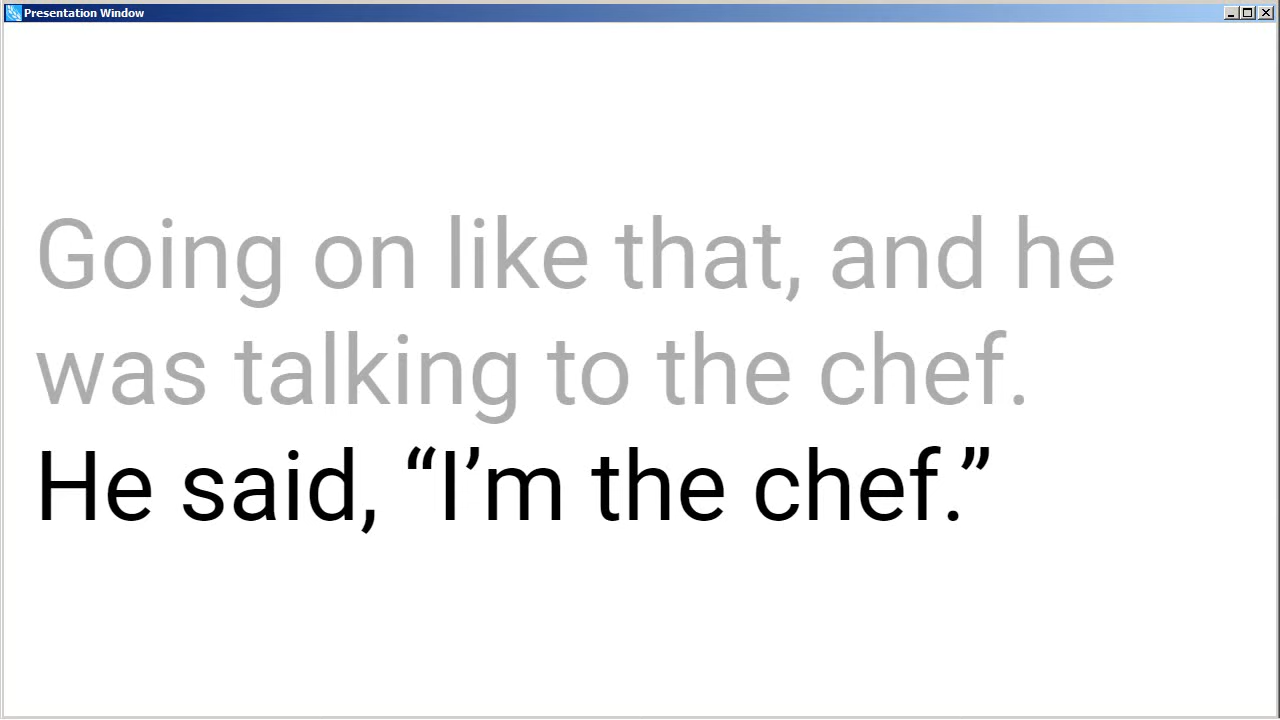 Presentation Window
Going on like that, and he
was talking to the chef.
He said, “I’m the chef.”